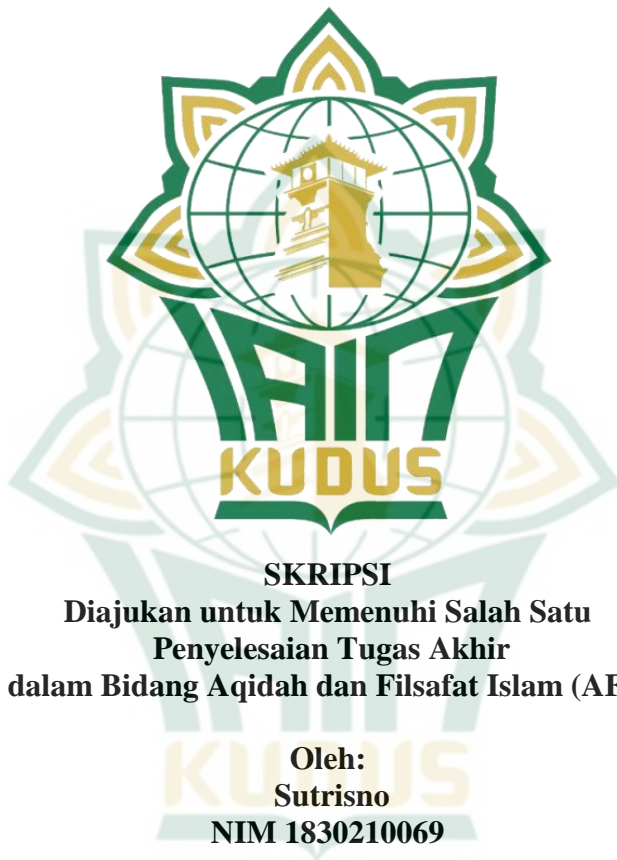 IAIN
KUDUS
SKRIPSI
Diajukan untuk Memenuhi Salah Satu
Penyelesaian Tugas Akhir
dalam Bidang Aqidah dan Filsafat Islam
Oleh:
Sutrisno
NIM 1830210069
KUDUS